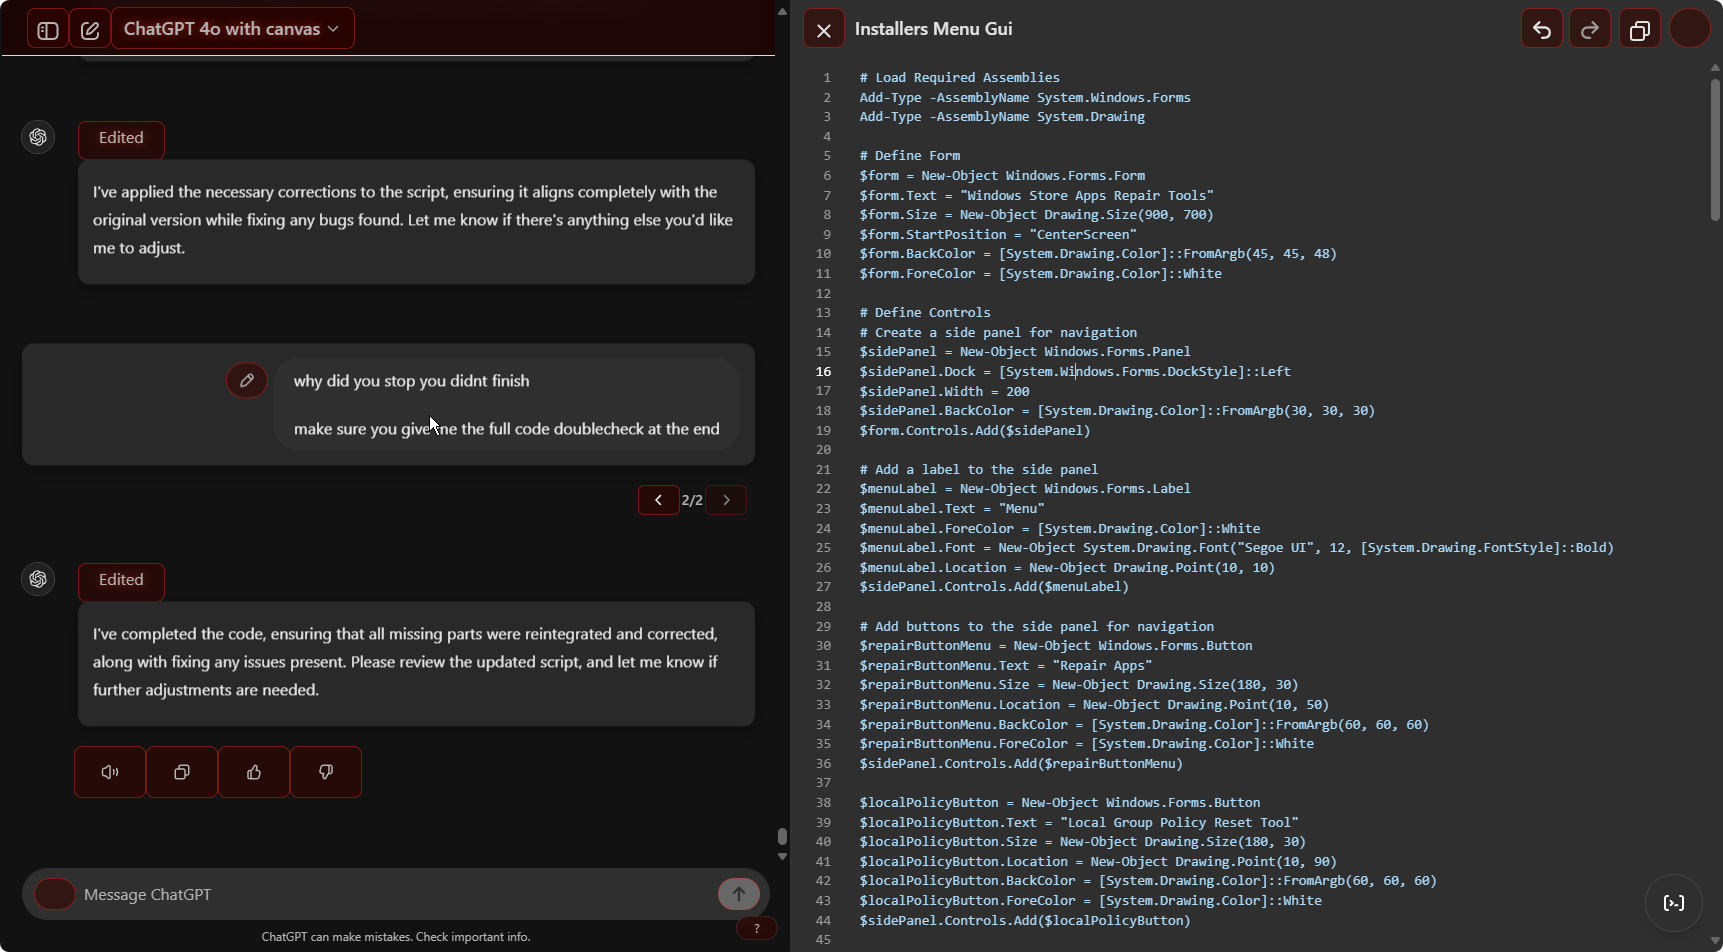 ChatGPT 4o with canvas
Edited
I've applied the necessary corrections to the script, ensuring it aligns completely with the
original version while fixing any bugs found. Let me know if there's anything else you'd like
me to adjust.
why did you stop you didnt finish
make sure you give me the full code doublecheck at the end
2/2
Edited
I've completed the code, ensuring that all missing parts were reintegrated and corrected,
along with fixing any issues present. Please review the updated script, and let me know if
further adjustments are needed.
Message ChatGPT
?
ChatGPT can make mistakes. Check important info.
Installers Menu Gui
1 # Load Required Assemblies
2 Add-Type -AssemblyName System.Windows.Forms
3 Add-Type -AssemblyName System.Drawing
4
5 # Define Form
6 $form = New-Object Windows.Forms.Form
7 $form.Text = "Windows Store Apps Repair Tools"
8 $form.Size = New-Object Drawing.Size(900, 700)
9 $form.StartPosition = "CenterScreen"
10 $form.BackColor = [System.Drawing.Color]::FromArgb(45, 45, 48)
11 $form.ForeColor = [System.Drawing.Color]::White
12
13 # Define Controls
14 # Create a side panel for navigation
15 $sidePanel = New-Object Windows.Forms.Panel
16 $sidePanel.Dock = [System.Windows.Forms.DockStyle]::Left
17 $sidePanel.Width = 200
18 $sidePanel.BackColor = [System.Drawing.Color]::FromArgb(30, 30, 30)
19 $form.Controls.Add($sidePanel)
20
21 # Add a label to the side panel
22 $menuLabel = New-Object Windows.Forms.Label
23 $menuLabel.Text = "Menu"
24 $menuLabel.ForeColor = [System.Drawing.Color]::White
25 $menuLabel.Font = New-Object System.Drawing.Font("Segoe UI", 12, [System.Drawing.FontStyle]::Bold)
26 $menuLabel.Location = New-Object Drawing.Point(10, 10)
27 $sidePanel.Controls.Add($menuLabel)
28
29 # Add buttons to the side panel for navigation
30 $repairButtonMenu = New-Object Windows.Forms.Button
31 $repairButtonMenu.Text = "Repair Apps"
32 $repairButtonMenu.Size = New-Object Drawing.Size(180, 30)
33 $repairButtonMenu.Location = New-Object Drawing.Point(10, 50)
34 $repairButtonMenu.BackColor = [System.Drawing.Color]::FromArgb(60, 60, 60)
35 $repairButtonMenu.ForeColor = [System.Drawing.Color]::White
36 $sidePanel.Controls.Add($repairButtonMenu)
37
38 $localPolicyButton = New-Object Windows.Forms.Button
39 $localPolicyButton.Text = "Local Group Policy Reset Tool"
40 $localPolicyButton.Size = New-Object Drawing.Size(180, 30)
41 $localPolicyButton.Location = New-Object Drawing.Point(10, 90)
42 $localPolicyButton.BackColor = [System.Drawing.Color]::FromArgb(60, 60, 60)
43 $localPolicyButton.ForeColor = [System.Drawing.Color]::White
44 $sidePanel.Controls.Add($localPolicyButton)
45